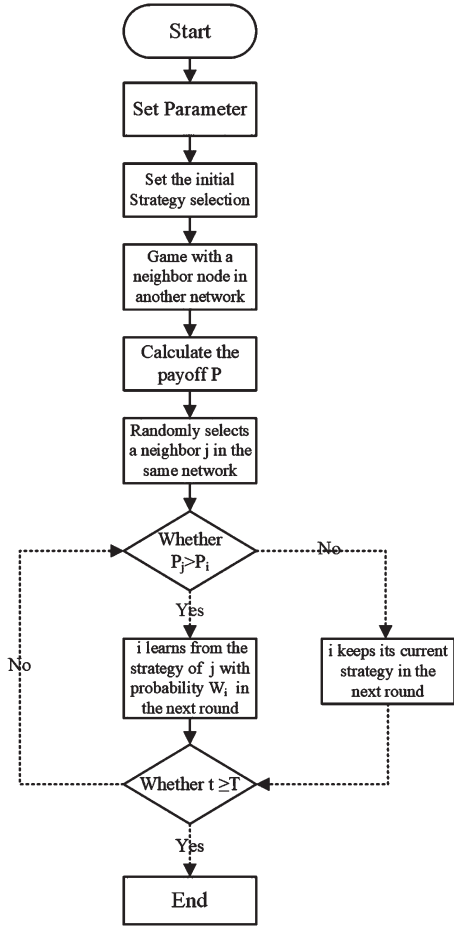 Start
Set Parameter
Set the initial
Strategy selection
Game with a
neighbor node in
another network
Calculate the
payoff P
Randomly selects
a neighbor j in the
same network
Whether
Pj>Pi
No
Yes
i learns from the
strategy of j with
probability Wi in
the next round
i keeps its current
strategy in the
next round
No
Whether t ≥T
Yes
End